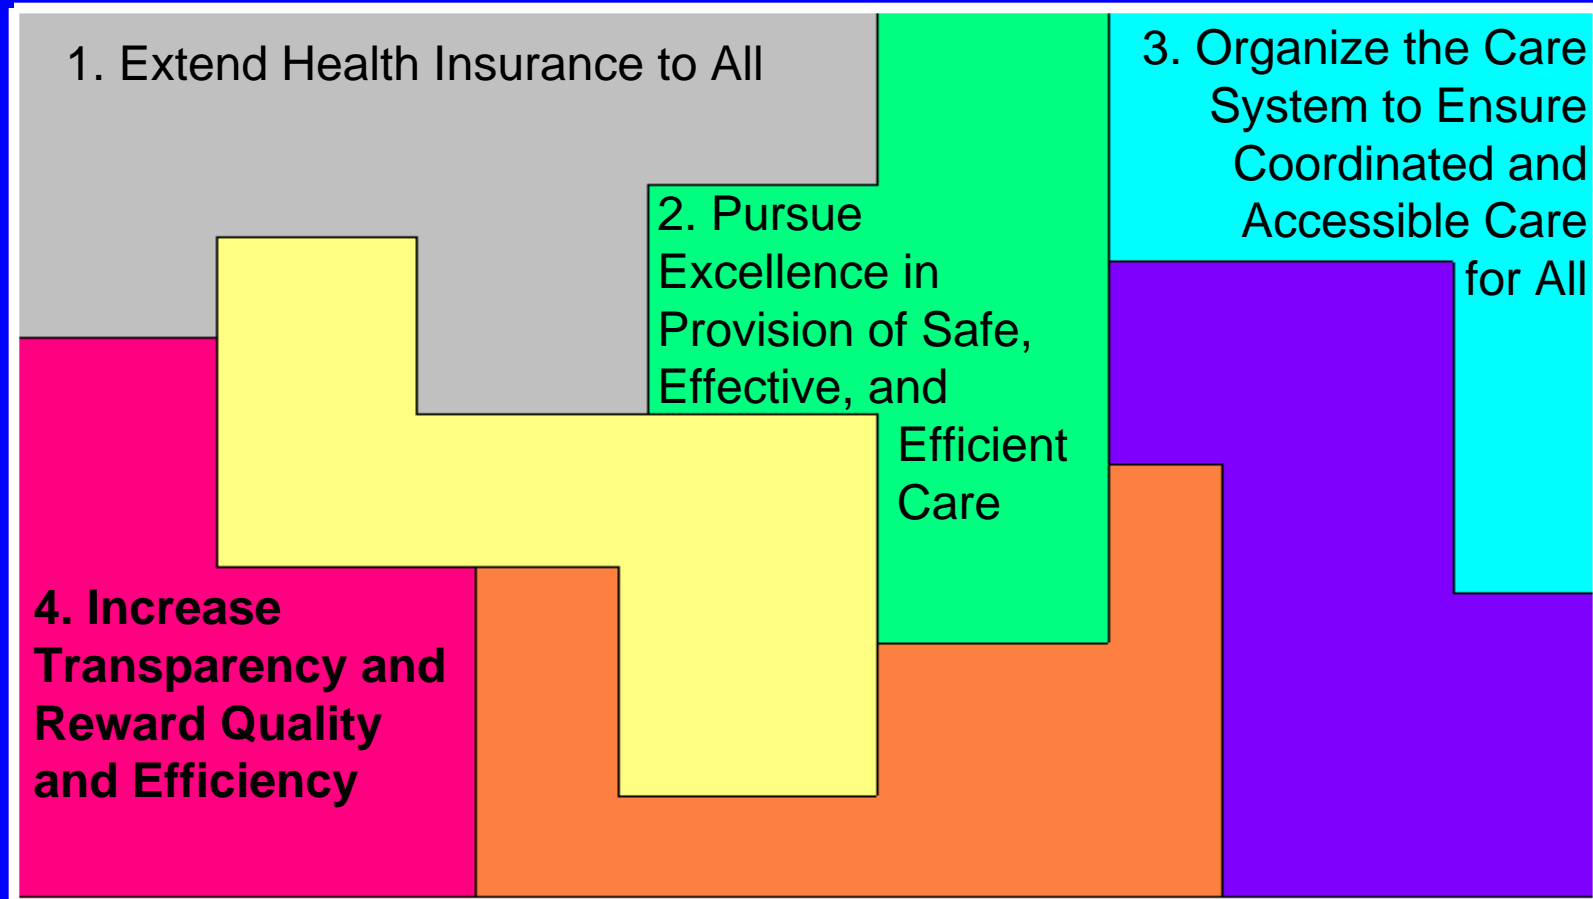 1. Extend Health Insurance to All
2. Pursue
Excellence in
Provision of Safe,
Effective, and
Efficient
Care
3. Organize the Care
System to Ensure
Coordinated and
Accessible Care
for All
4. Increase
Transparency and
Reward Quality
and Efficiency